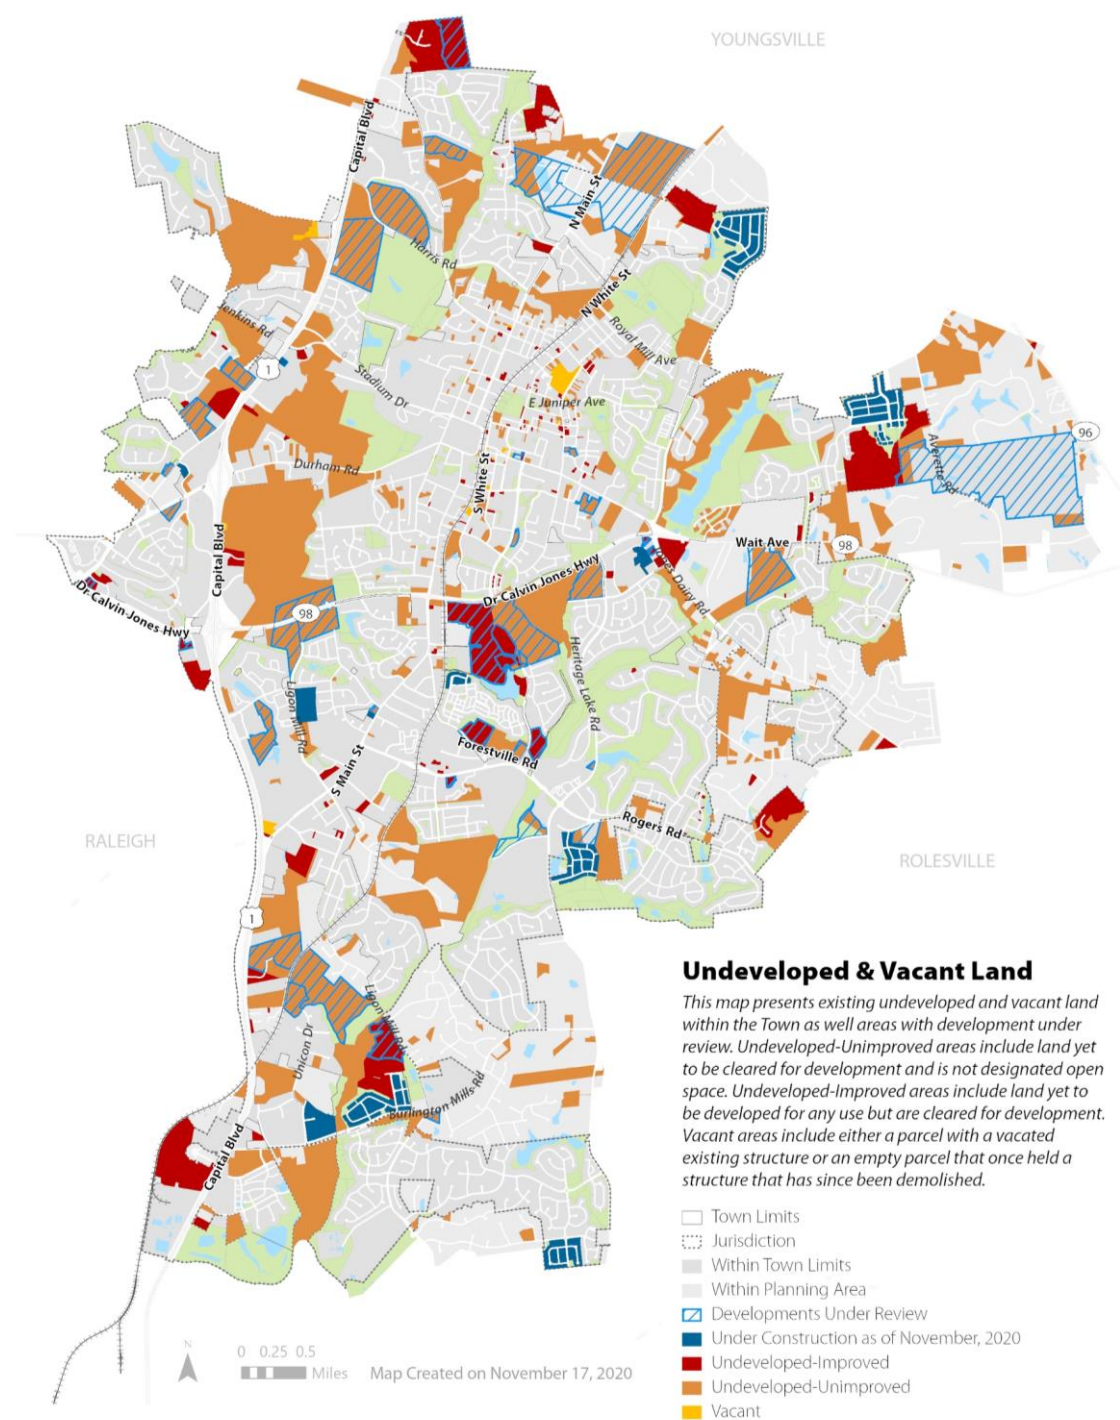 YOUNGSVILLE
Capital Blvd
N Main St
Harris Rd
N White St
Jenkins Rd
Royal Mill Ave
1
Stadium Dr
E Juniper Ave
96
Averette Rd
Durham Rd
S White St
Capital Blvd
Wait Ave
98
Dr Calvin Jones Hwy
Jones Dairy Rd
Dr Calvin Jones Hwy
98
Heritage Lake Rd
Ligon Mill Rd
Forestville Rd
S Main St
Rogers Rd
RALEIGH
ROLESVILLE
1
Ligon Mill Rd
Unicon Dr
Burlington Mills Rd
Capital Blvd
Undeveloped & Vacant Land
This map presents existing undeveloped and vacant land
within the Town as well areas with development under
review. Undeveloped-Unimproved areas include land yet
to be cleared for development and is not designated open
space. Undeveloped-Improved areas include land yet to
be developed for any use but are cleared for development.
Vacant areas include either a parcel with a vacated
existing structure or an empty parcel that once held a
structure that has since been demolished.
Town Limits
Jurisdiction
Within Town Limits
Within Planning Area
Developments Under Review
Under Construction as of November, 2020
Undeveloped-Improved
Undeveloped-Unimproved
Vacant
N
0 0.25 0.5
Miles
Map Created on November 17, 2020